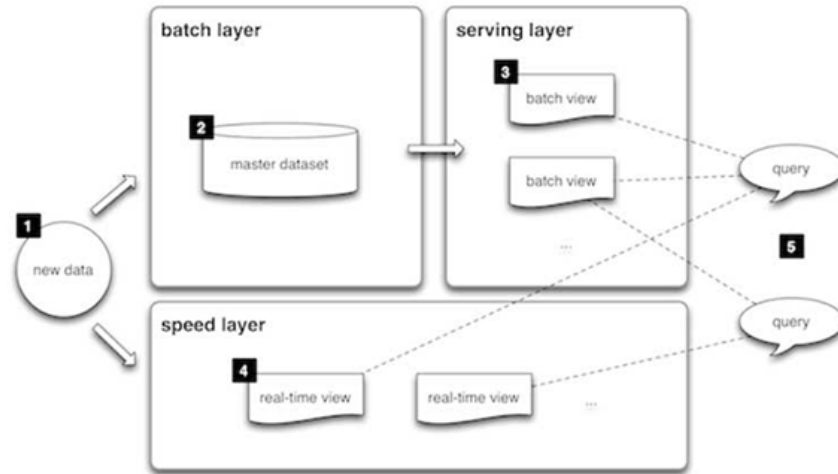 batch layer
serving layer
3
batch view
2
master dataset
query
batch view
1
...
5
new data
speed layer
query
4
real-time view
real-time view
...